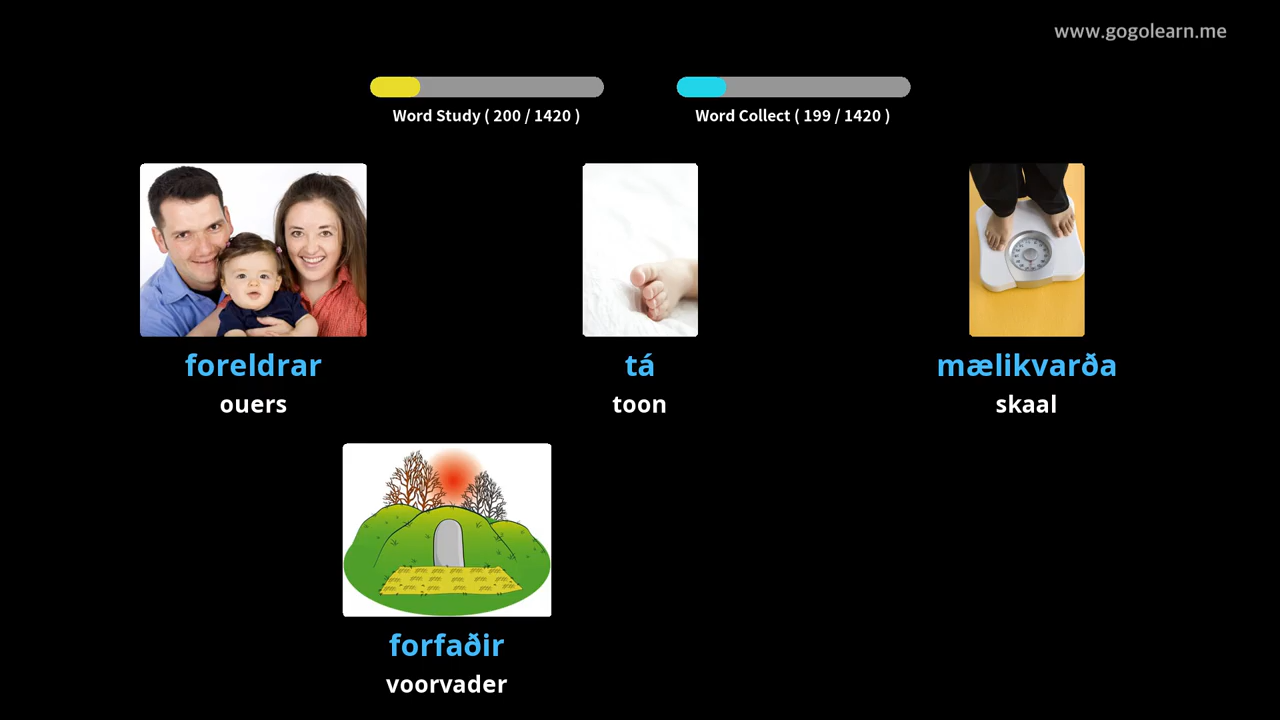 www.gogolearn.me
Word Study ( 200 / 1420 )
Word Collect ( 199 / 1420 )
foreldrar
ouers
tá
toon
mælikvarða
skaal
forfaðir
voorvader